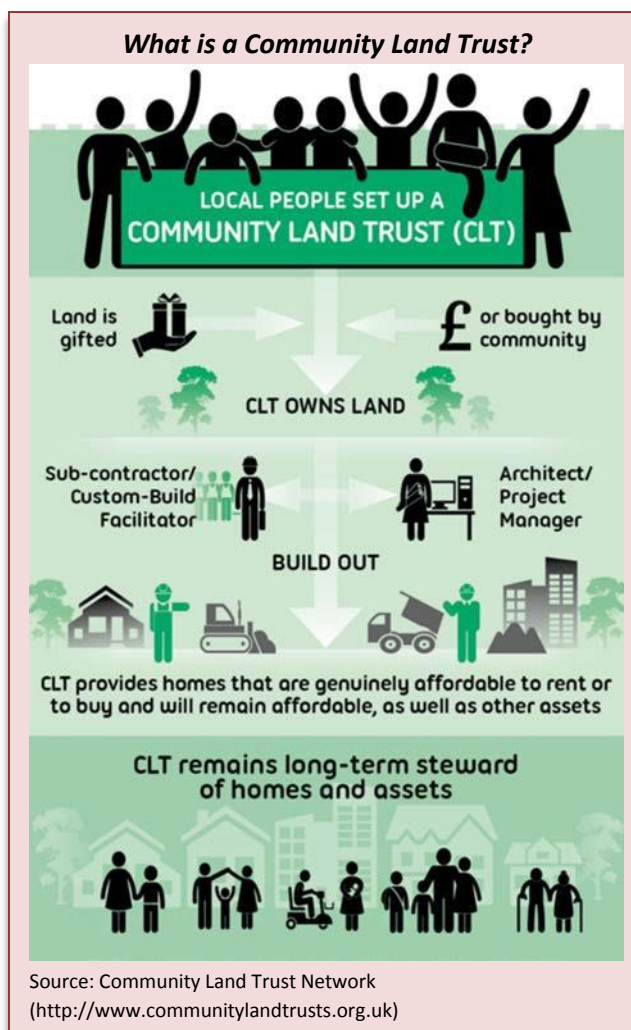 What is a Community Land Trust?
LOCAL PEOPLE SET UP A
COMMUNITY LAND TRUST (CLT)
Land is
gifted
£
or bought by
community
CLT OWNS LAND
Sub-contractor/
Custom-Build
Facilitator
Architect/
Project
Manager
BUILD OUT
CLT provides homes that are genuinely affordable to rent or
to buy and will remain affordable, as well as other assets
CLT remains long-term steward
of homes and assets
Source: Community Land Trust Network
(http://www.communitylandtrusts.org.uk)